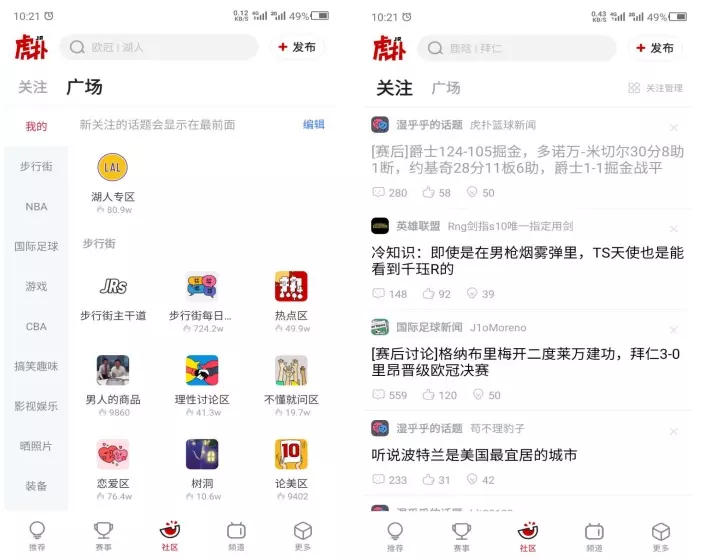 10:21
0.12 KB/S 4G 2G 49%
虎扑 JR
欧冠 | 湖人
+ 发布
关注 广场
我的
新关注的话题会显示在最前面
编辑
步行街
NBA
国际足球
游戏
CBA
搞笑趣味
影视娱乐
晒照片
装备
LAL
湖人专区
80.9w
步行街
JRs
热
步行街主干道
步行街每日...
724.2w
热点区
49.9w
男人的商品
9860
理性讨论区
41.3w
不懂就问区
19.7w
10
恋爱区
76.4w
树洞
10.6w
论美区
9402
推荐
赛事
社区
频道
更多
10:21
0.43 KB/S 4G 2G 49%
虎扑 JR
鹿晗 | 拜仁
+ 发布
关注 广场
关注管理
湿乎乎的话题 虎扑篮球新闻
[赛后]爵士124-105掘金，多诺万-米切尔30分8助
1断，约基奇28分11板6助，爵士1-1掘金战平
280 58 50
英雄联盟 Rng剑指s10唯一指定用剑
冷知识：即使是在男枪烟雾弹里，TS天使也是能
看到千珏R的
148 92 39
国际足球新闻 J1oMoreno
[赛后讨论]格纳布里梅开二度莱万建功，拜仁3-0
里昂晋级欧冠决赛
559 120 50
湿乎乎的话题 苟不理豹子
听说波特兰是美国最宜居的城市
233 31 42
湿乎乎的话题
推荐
赛事
社区
频道
更多